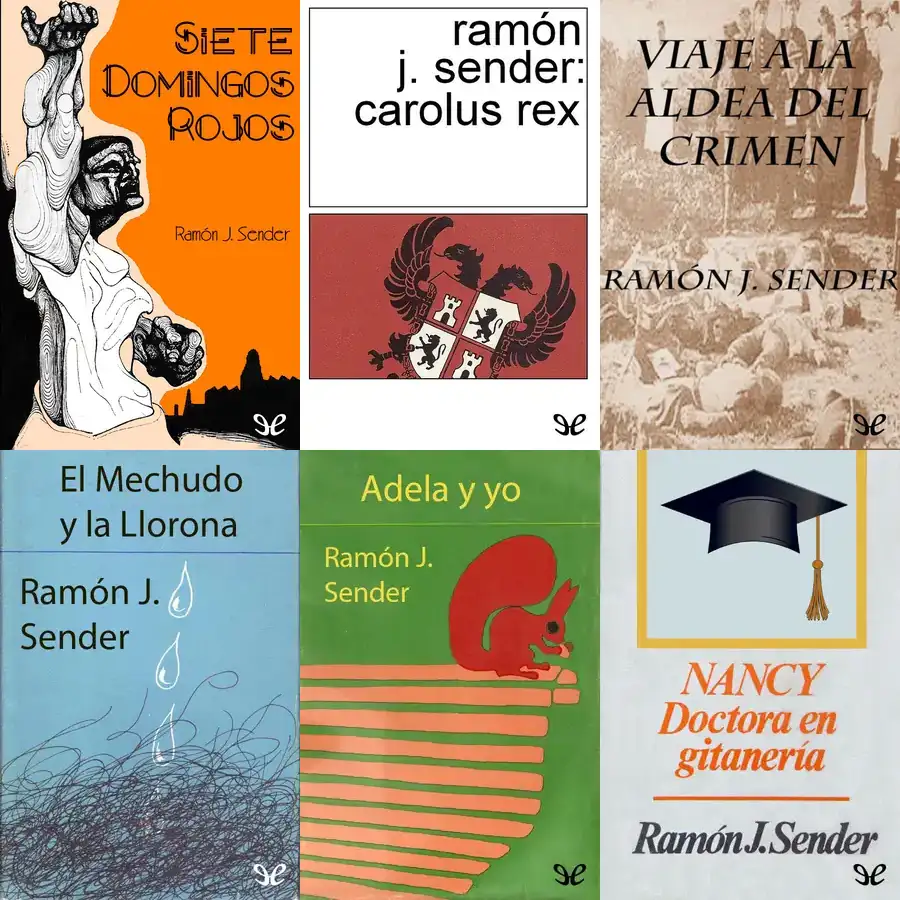 SIETE
DOMINGOS
ROJOS
Ramón J. Sender
ramón
j. sender:
carolus rex
VIAJE A LA
ALDEA DEL
CRIMEN
RAMÓN J. SENDER
El Mechudo
y la Llorona
Ramón J.
Sender
Adela y yo
Ramón J.
Sender
NANCY
Doctora en
gitanería
Ramón J. Sender